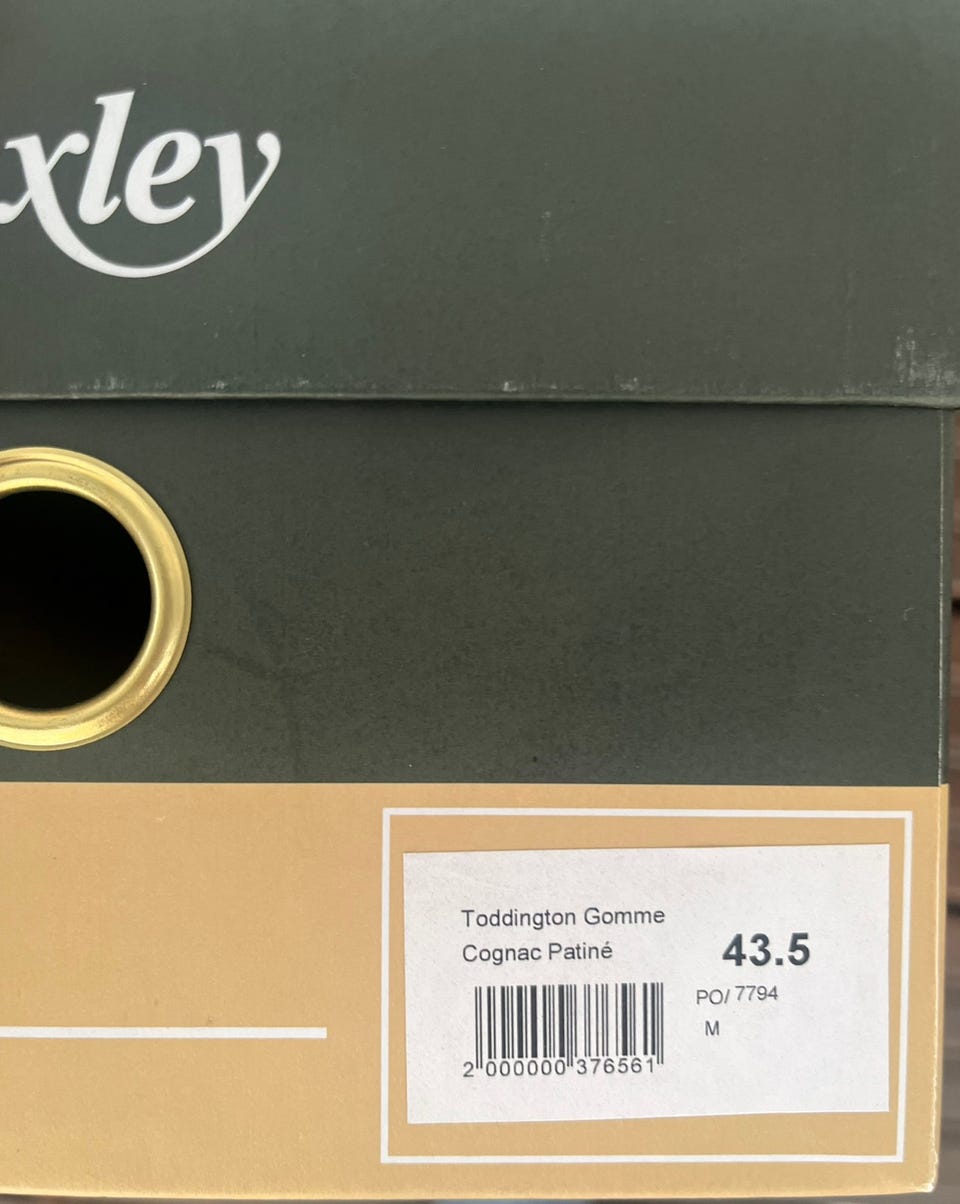 xley
Toddington Gomme
Cognac Patiné
43.5
PO/ 7794
M
2 000000 376561